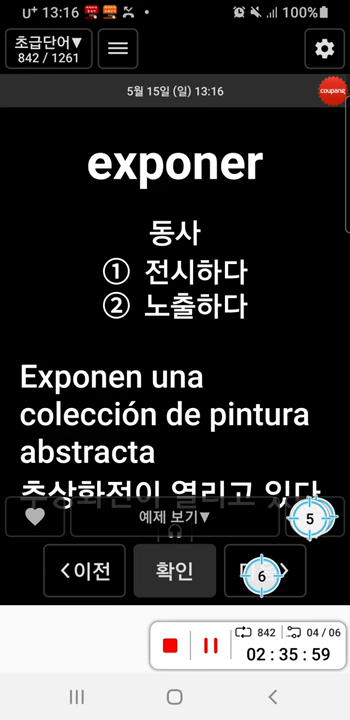 U+ 13:16 100%
초급단어▼
842 / 1261
5월 15일 (일) 13:16
coupang
exponer
동사
① 전시하다
② 노출하다
Exponen una
colección de pintura
abstracta
추상화전이 열리고 있다
예제 보기▼
5
<이전
확인
6
>
842
04 / 06
02 : 35 : 59